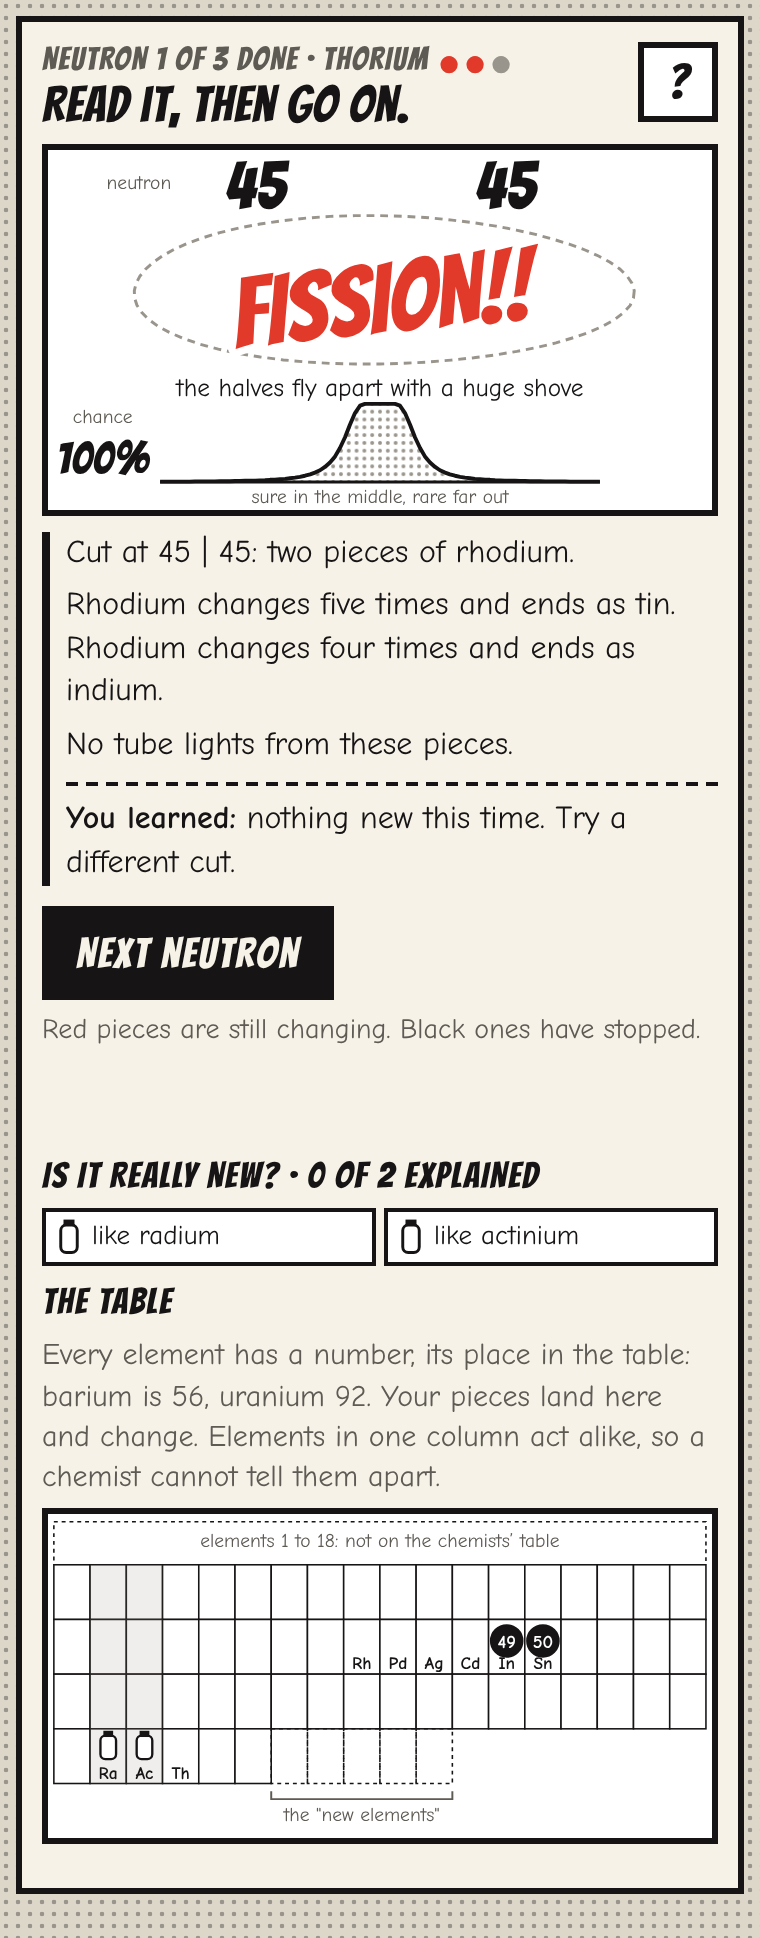 NEUTRON 1 OF 3 DONE · THORIUM
READ IT, THEN GO ON.
?
neutron
45
45
FISSION!!
the halves fly apart with a huge shove
chance
100%
sure in the middle, rare far out
Cut at 45 | 45: two pieces of rhodium.
Rhodium changes five times and ends as tin.
Rhodium changes four times and ends as
indium.
No tube lights from these pieces.
You learned: nothing new this time. Try a
different cut.
NEXT NEUTRON
Red pieces are still changing. Black ones have stopped.
IS IT REALLY NEW? · 0 OF 2 EXPLAINED
like radium
like actinium
THE TABLE
Every element has a number, its place in the table:
barium is 56, uranium 92. Your pieces land here
and change. Elements in one column act alike, so a
chemist cannot tell them apart.
elements 1 to 18: not on the chemists' table
49 50
Rh Pd Ag Cd In Sn
Ra Ac Th
the "new elements"